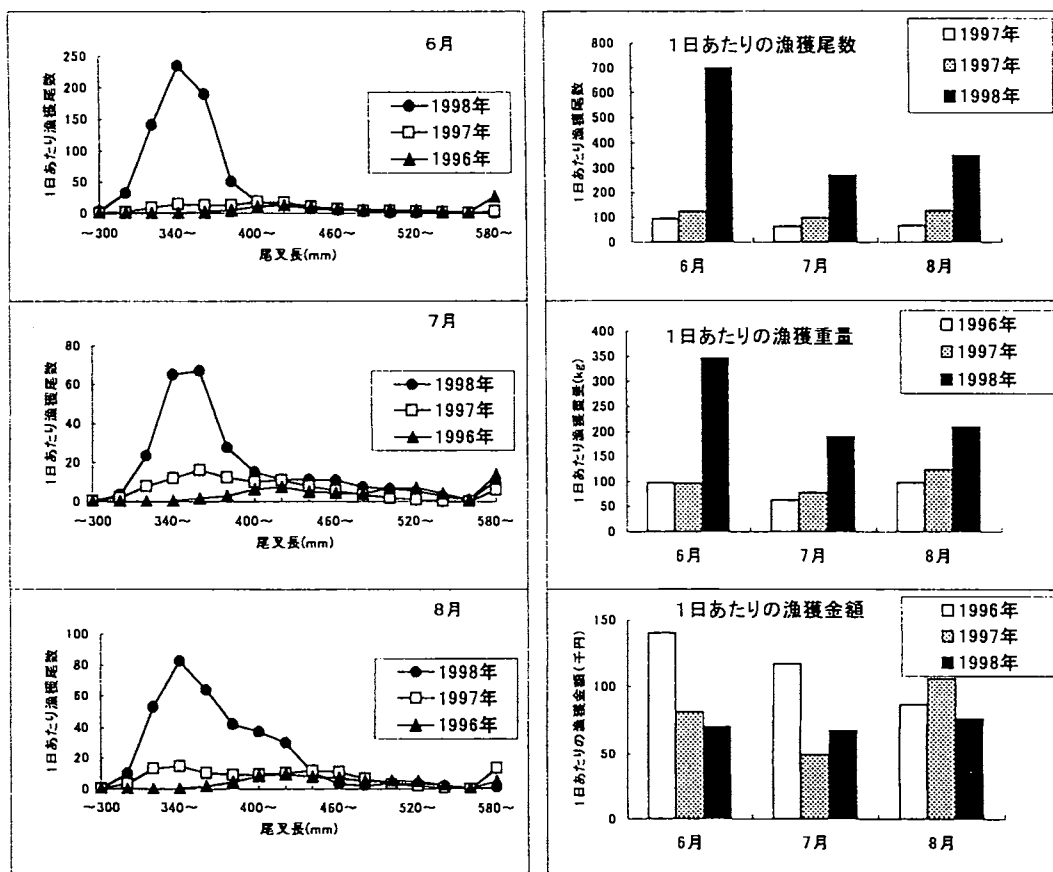 6月
1日あたり漁獲尾数
250
200
150
100
50
0
1998年
1997年
1996年
～300 340～ 400～ 460～ 520～ 580～
尾叉長(mm)
7月
1日あたり漁獲尾数
80
60
40
20
0
1998年
1997年
1996年
～300 340～ 400～ 460～ 520～ 580～
尾叉長(mm)
8月
1日あたり漁獲尾数
100
80
60
40
20
0
1998年
1997年
1996年
～300 340～ 400～ 460～ 520～ 580～
尾叉長(mm)
1日あたりの漁獲尾数
1日あたり漁獲尾数
800
700
600
500
400
300
200
100
0
1997年
1997年
1998年
6月 7月 8月
1日あたりの漁獲重量
1日あたり漁獲重量(kg)
400
350
300
250
200
150
100
50
0
1996年
1997年
1998年
6月 7月 8月
1日あたりの漁獲金額
1日あたりの漁獲金額(千円)
150
100
50
0
1996年
1997年
1998年
6月 7月 8月